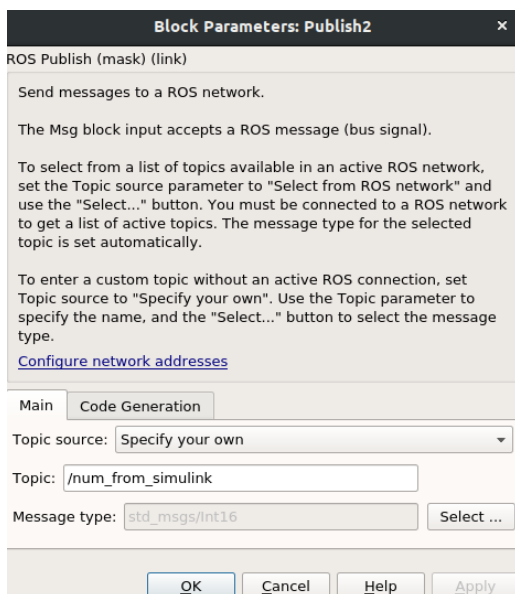 Block Parameters: Publish2 ×
ROS Publish (mask) (link)
Send messages to a ROS network.
The Msg block input accepts a ROS message (bus signal).
To select from a list of topics available in an active ROS network,
set the Topic source parameter to "Select from ROS network" and
use the "Select..." button. You must be connected to a ROS network
to get a list of active topics. The message type for the selected
topic is set automatically.
To enter a custom topic without an active ROS connection, set
Topic source to "Specify your own". Use the Topic parameter to
specify the name, and the "Select..." button to select the message
type.
Configure network addresses
Main Code Generation
Topic source: Specify your own
Topic: /num_from_simulink
Message type: std_msgs/Int16 Select ...
OK Cancel Help Apply